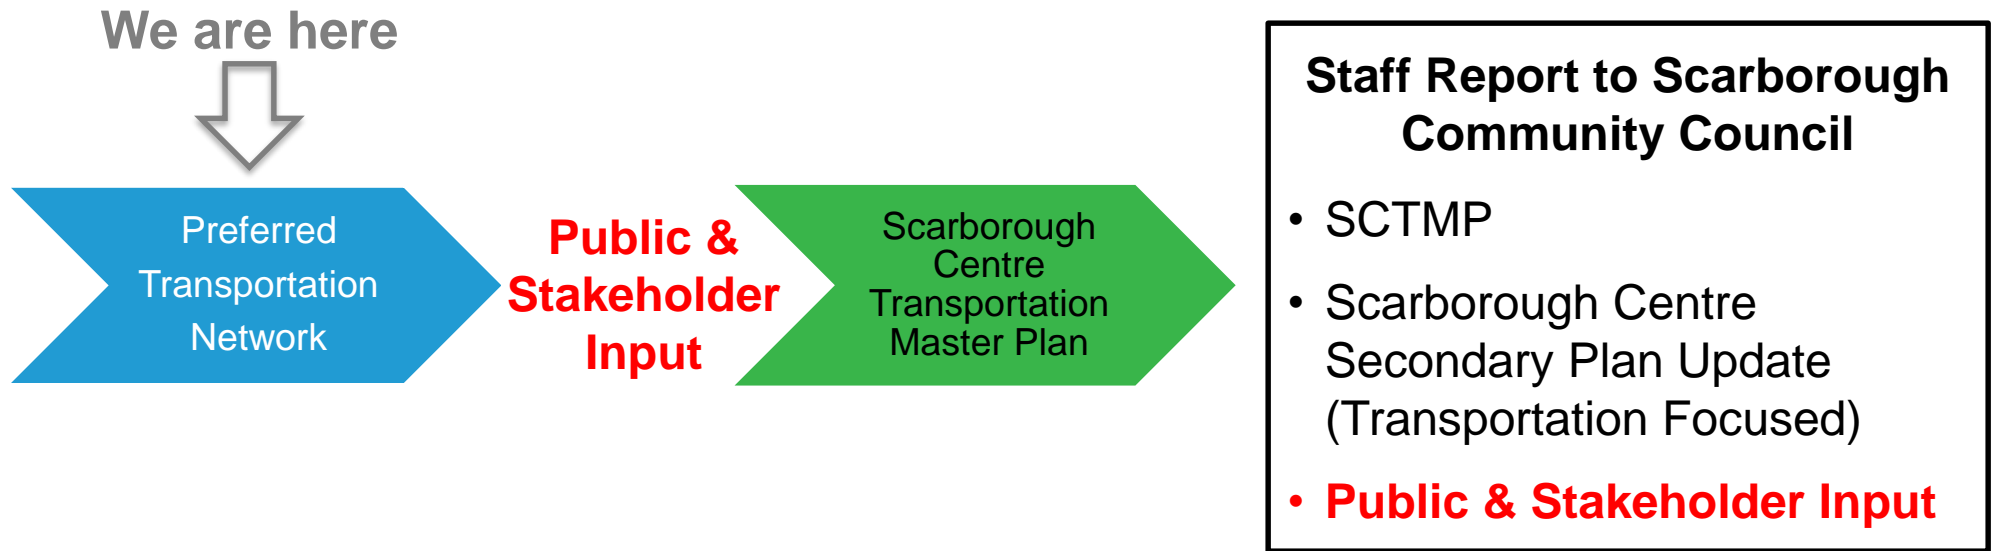 We are here
Preferred
Transportation
Network
Public &
Stakeholder
Input
Scarborough
Centre
Transportation
Master Plan
Staff Report to Scarborough
Community Council
• SCTMP
• Scarborough Centre
Secondary Plan Update
(Transportation Focused)
• Public & Stakeholder Input